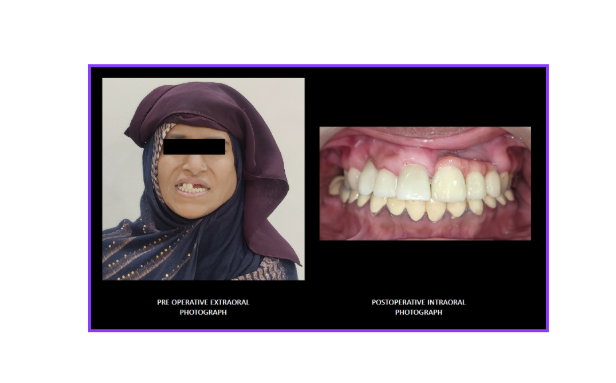 PRE OPERATIVE EXTRAORAL
PHOTOGRAPH
POSTOPERATIVE INTRAORAL
PHOTOGRAPH